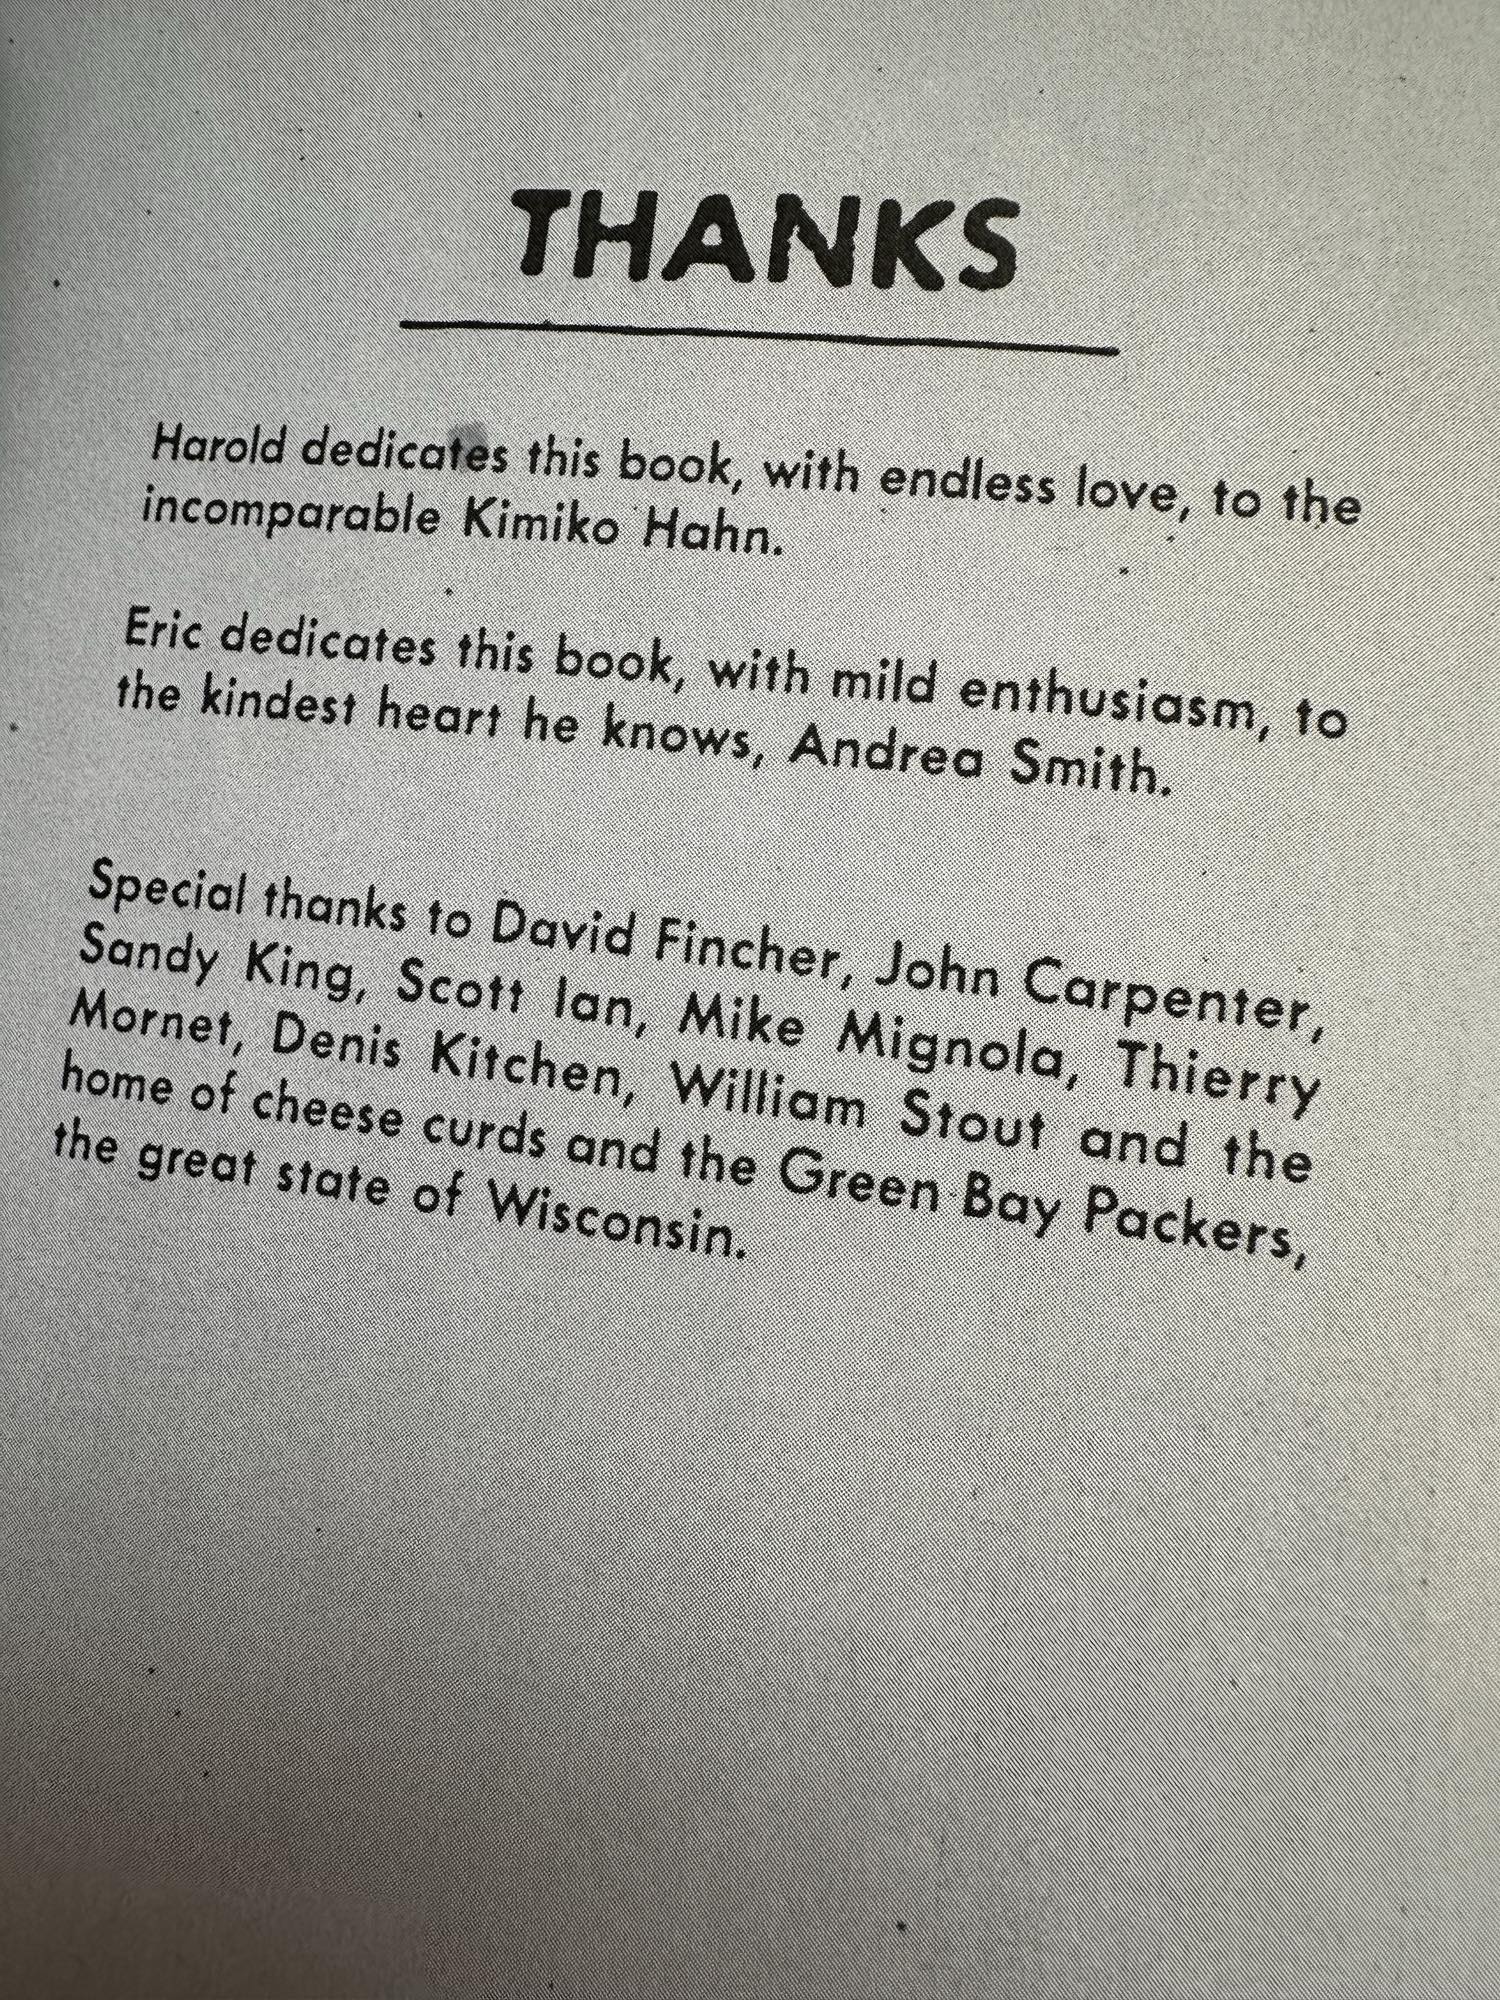 THANKS
Harold dedicates this book, with endless love, to the
incomparable Kimiko Hahn.
Eric dedicates this book, with mild enthusiasm, to
the kindest heart he knows, Andrea Smith.
Special thanks to David Fincher, John Carpenter,
Sandy King, Scott Ian, Mike Mignola, Thierry
Mornet, Denis Kitchen, William Stout and the
home of cheese curds and the Green Bay Packers,
the great state of Wisconsin.